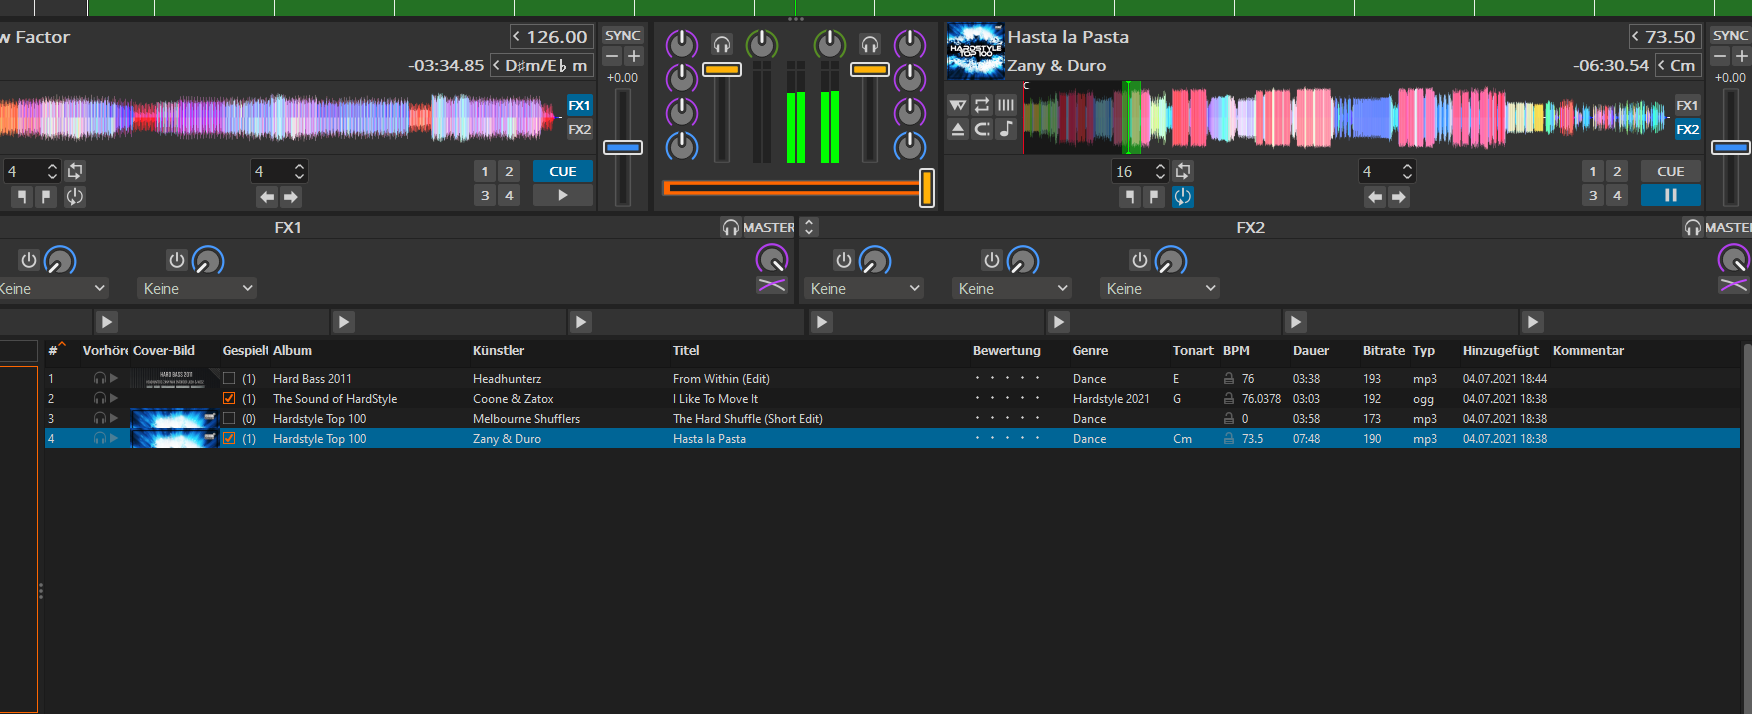 w Factor
126.00
-03:34.85
D♯m/E♭ m
FX1
FX2
4
4
1 2
3 4
CUE
SYNC
+0.00
HARDSTYLE
TOP 100
Hasta la Pasta
Zany & Duro
73.50
-06:30.54
Cm
C
FX1
FX2
16
4
1 2
3 4
CUE
SYNC
+0.00
FX1
MASTER
FX2
MASTER
Keine
Keine
Keine
Keine
Keine
# Vorhöre Cover-Bild Gespielt Album Künstler Titel Bewertung Genre Tonart BPM Dauer Bitrate Typ Hinzugefügt Kommentar
1 HARD BASS 2011 (1) Hard Bass 2011 Headhunterz From Within (Edit) Dance E 76 03:38 193 mp3 04.07.2021 18:44
2 (1) The Sound of HardStyle Coone & Zatox I Like To Move It Hardstyle 2021 G 76.0378 03:03 192 ogg 04.07.2021 18:38
3 (0) Hardstyle Top 100 Melbourne Shufflers The Hard Shuffle (Short Edit) Dance 0 03:58 173 mp3 04.07.2021 18:38
4 (1) Hardstyle Top 100 Zany & Duro Hasta la Pasta Dance Cm 73.5 07:48 190 mp3 04.07.2021 18:38